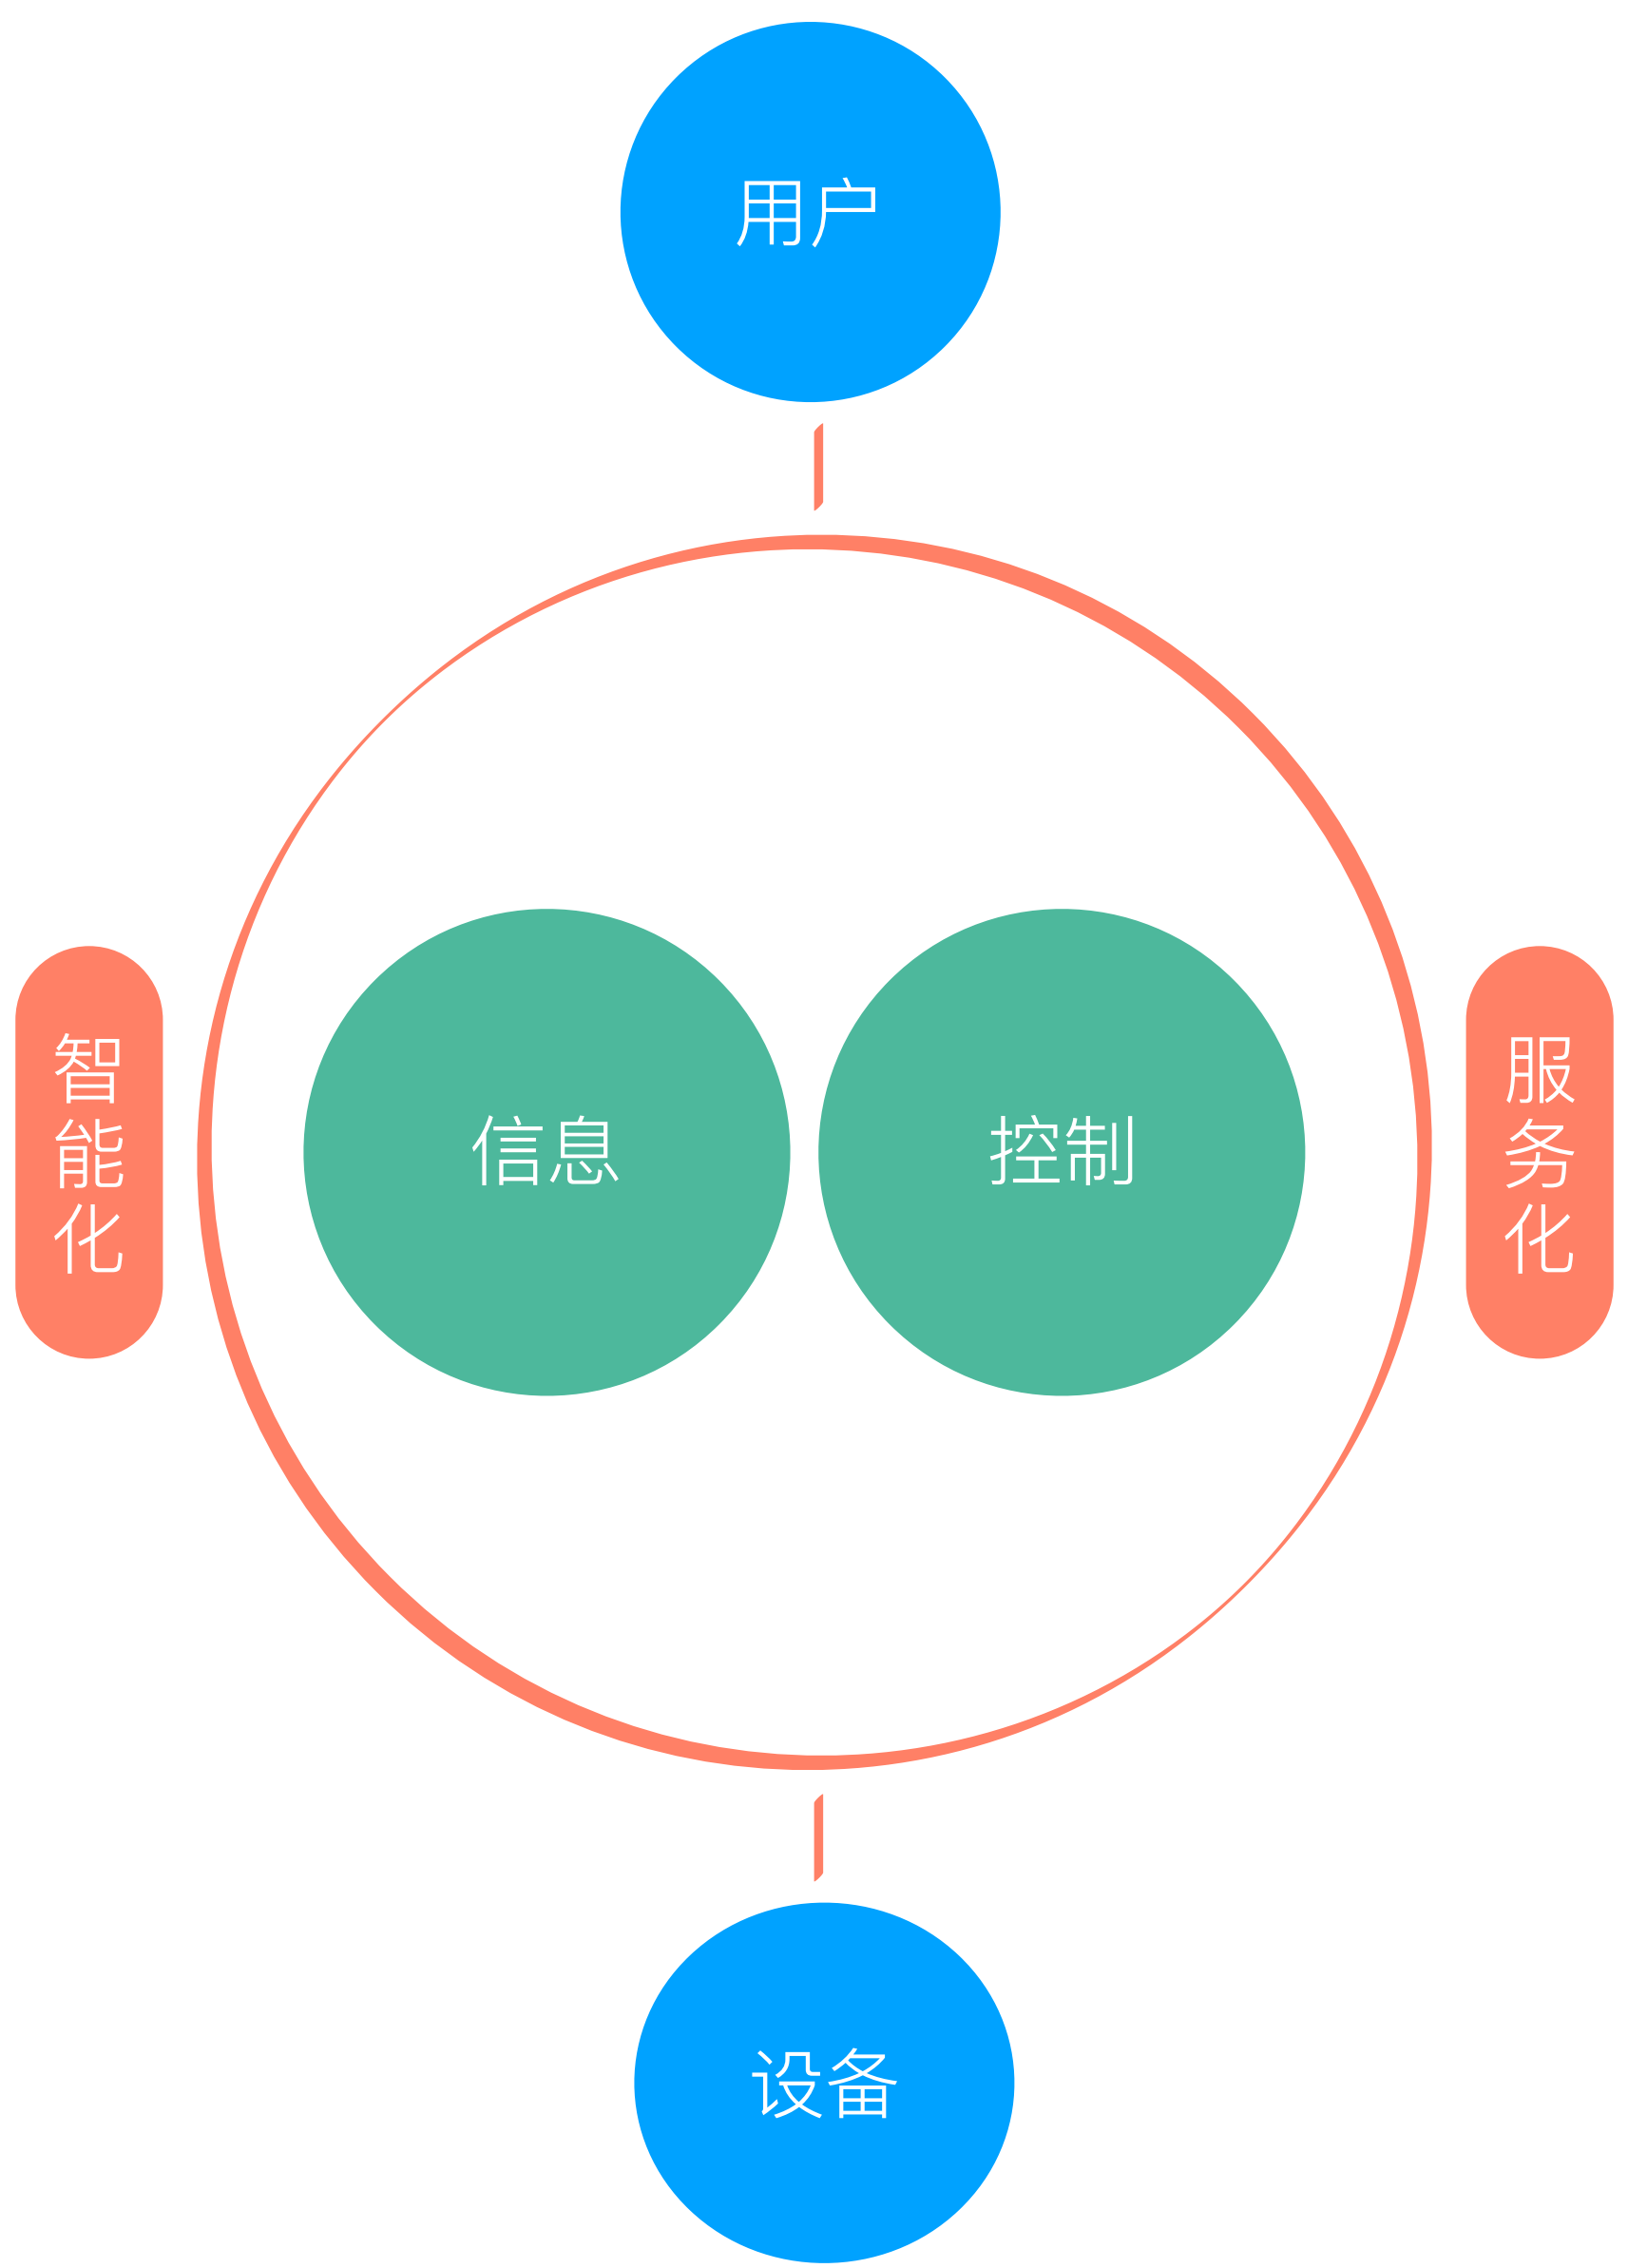 用户
智能化
信息
控制
服务化
设备